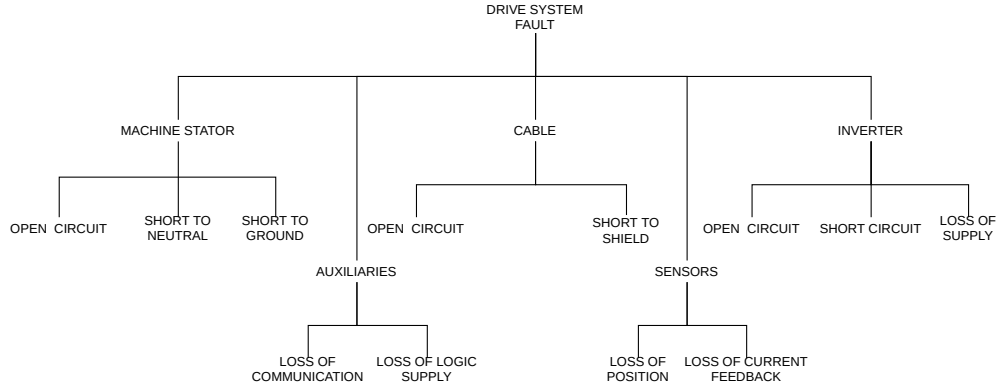 DRIVE SYSTEM
FAULT
MACHINE STATOR
CABLE
INVERTER
OPEN CIRCUIT
SHORT TO
NEUTRAL
SHORT TO
GROUND
OPEN CIRCUIT
SHORT TO
SHIELD
OPEN CIRCUIT
SHORT CIRCUIT
LOSS OF
SUPPLY
AUXILIARIES
SENSORS
LOSS OF
COMMUNICATION
LOSS OF LOGIC
SUPPLY
LOSS OF
POSITION
LOSS OF CURRENT
FEEDBACK